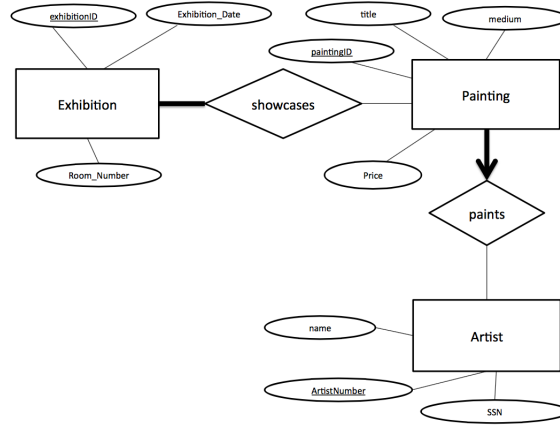 exhibitionID
Exhibition_Date
title
medium
paintingID
Exhibition
showcases
Painting
Room_Number
Price
paints
name
Artist
ArtistNumber
SSN